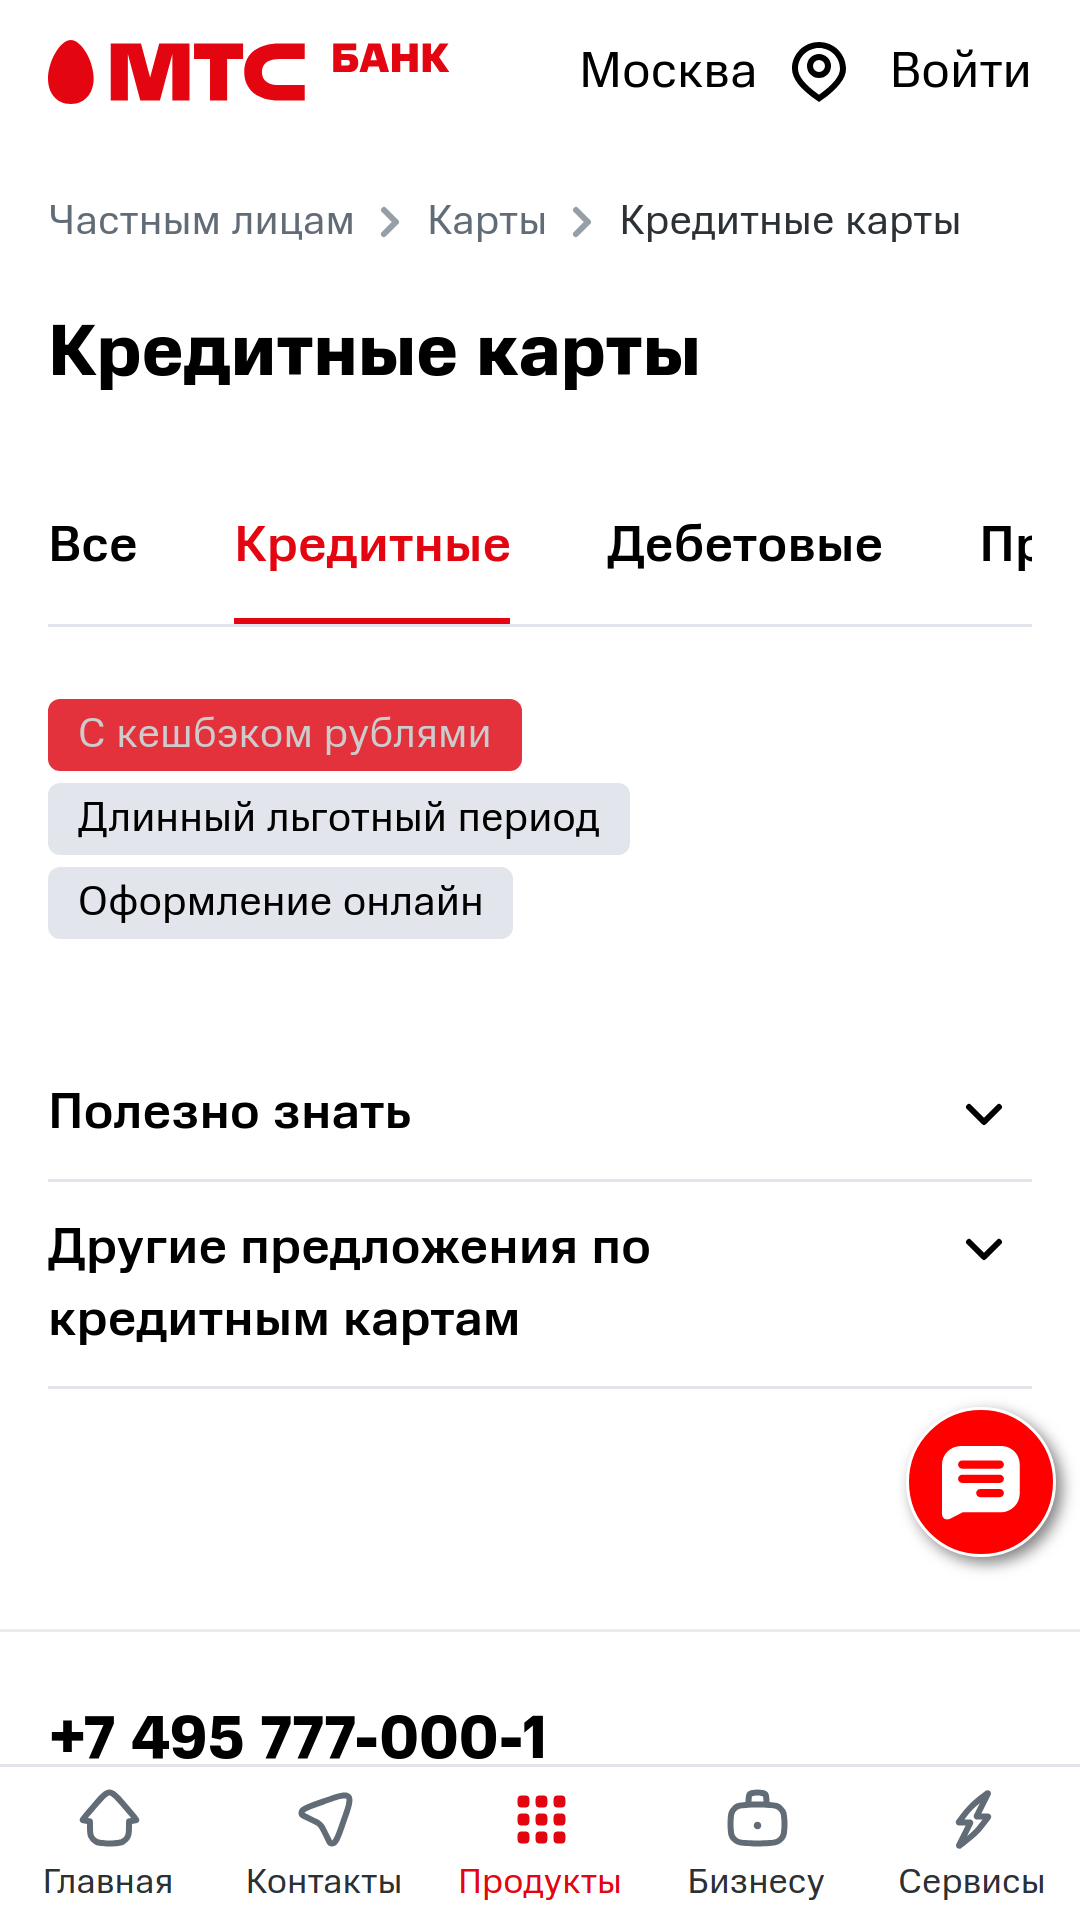 МТС БАНК Москва Войти
Частным лицам Карты Кредитные карты
Кредитные карты
Все Кредитные Дебетовые Пр
С кешбэком рублями
Длинный льготный период
Оформление онлайн
Полезно знать
Другие предложения по
кредитным картам
+7 495 777-000-1
Главная Контакты Продукты Бизнесу Сервисы